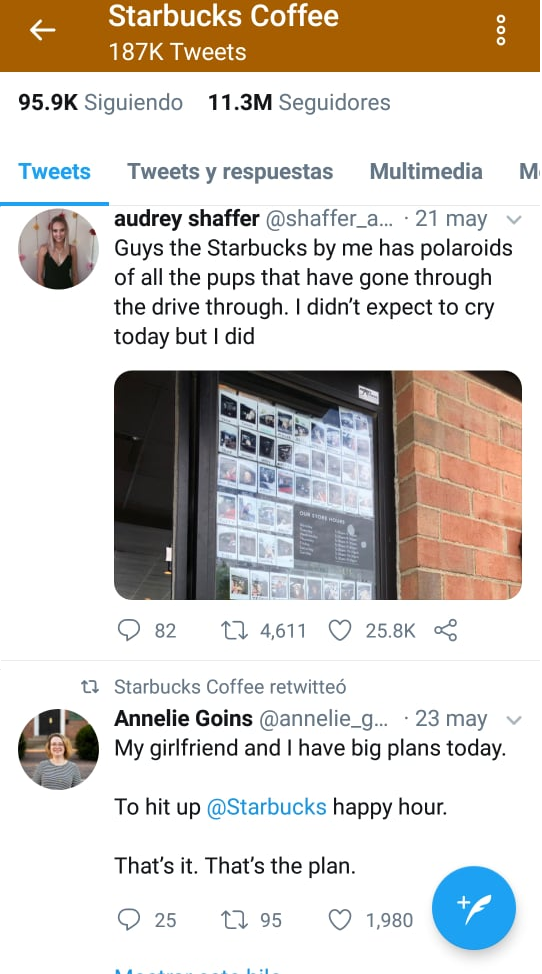 Starbucks Coffee
187K Tweets
95.9K Siguiendo 11.3M Seguidores
Tweets Tweets y respuestas Multimedia M
audrey shaffer @shaffer_a... · 21 may
Guys the Starbucks by me has polaroids
of all the pups that have gone through
the drive through. I didn’t expect to cry
today but I did
OUR STORE HOURS
82 4,611 25.8K
Starbucks Coffee retwitteó
Annelie Goins @annelie_g... · 23 may
My girlfriend and I have big plans today.
To hit up @Starbucks happy hour.
That’s it. That’s the plan.
25 95 1,980
Mostrar este hilo